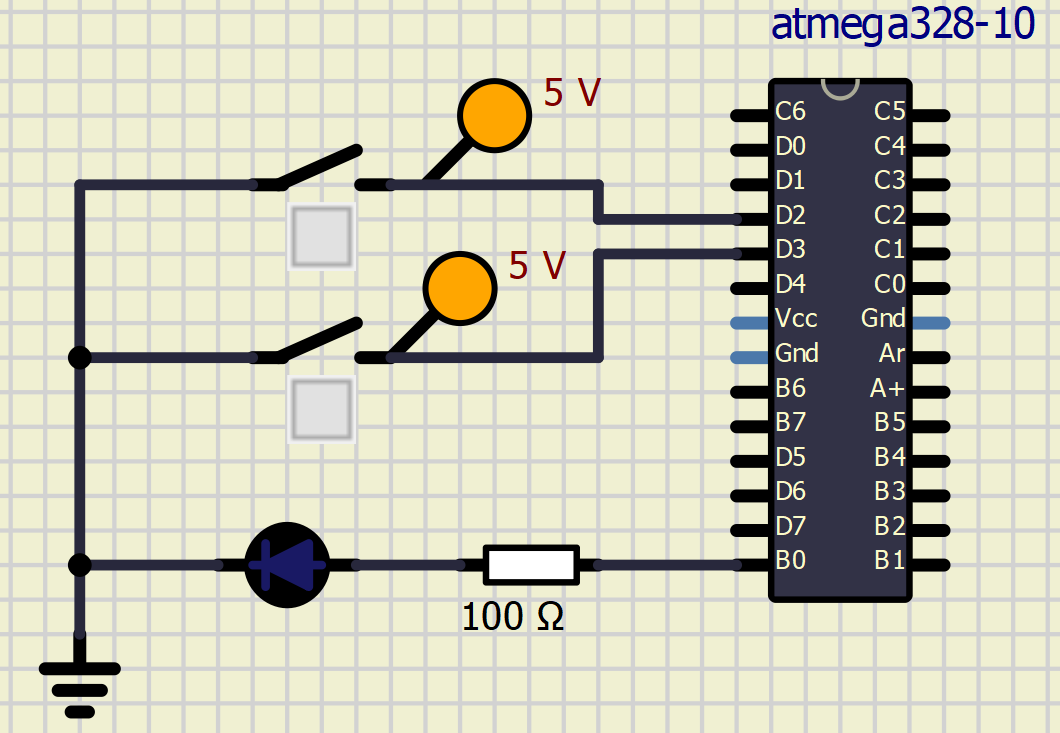 atmega328-10
5 V
5 V
100 Ω
C6 C5
D0 C4
D1 C3
D2 C2
D3 C1
D4 C0
Vcc Gnd
Gnd Ar
B6 A+
B7 B5
D5 B4
D6 B3
D7 B2
B0 B1